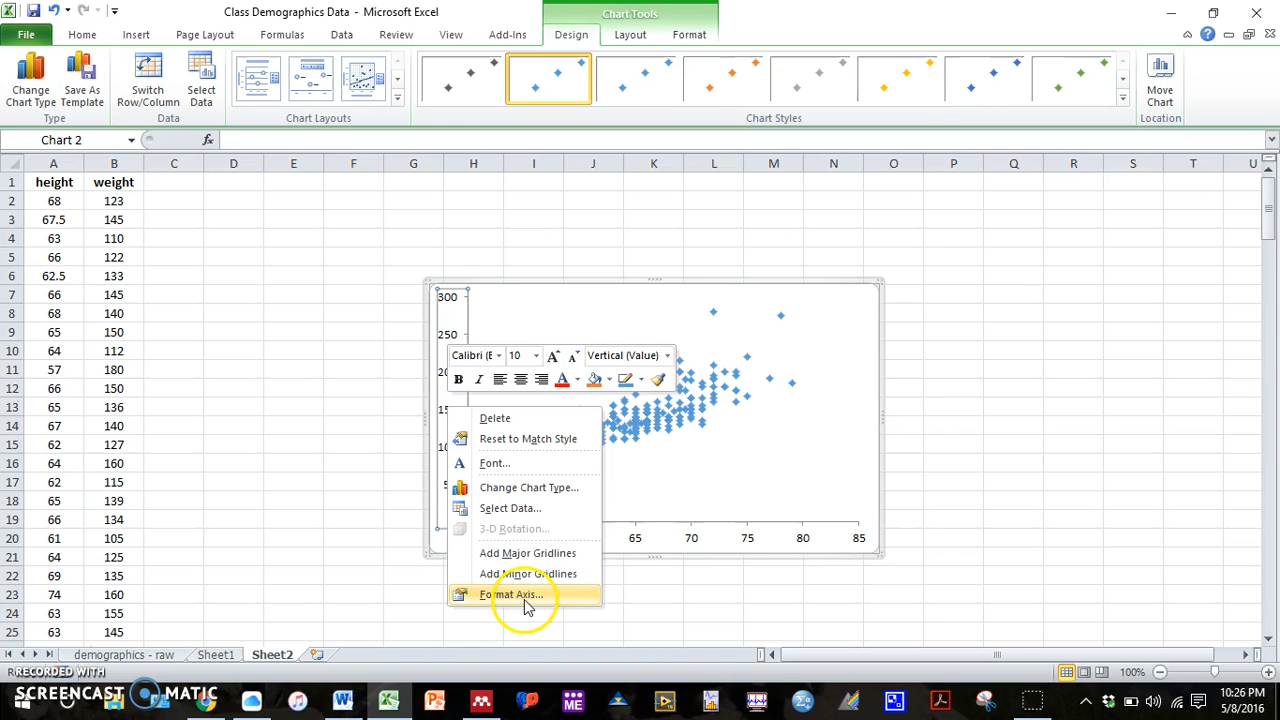 Class Demographics Data - Microsoft Excel
Chart Tools
File Home Insert Page Layout Formulas Data Review View Add-Ins Design Layout Format
Change Chart Type
Save As Template
Switch Row/Column
Select Data
Move Chart
Type Data Chart Layouts Chart Styles Location
Chart 2 fx
A B C D E F G H I J K L M N O P Q R S T U
1 height weight
2 68 123
3 67.5 145
4 63 110
5 66 122
6 62.5 133
7 66 145
8 68 140
9 65 150
10 64 112
11 57 180
12 66 150
13 65 136
14 67 140
15 62 127
16 64 160
17 62 115
18 65 139
19 66 134
20 61 105
21 64 125
22 69 135
23 74 160
24 63 155
25 63 145
300
250
Calibri (E 10 A A Vertical (Value)
B I A
Delete
Reset to Match Style
A Font...
Change Chart Type...
Select Data...
3-D Rotation...
Add Major Gridlines
Add Minor Gridlines
Format Axis...
65 70 75 80 85
demographics - raw Sheet1 Sheet2
100%
RECORDED WITH
SCREENCAST MATIC
ME
10:26 PM
5/8/2016